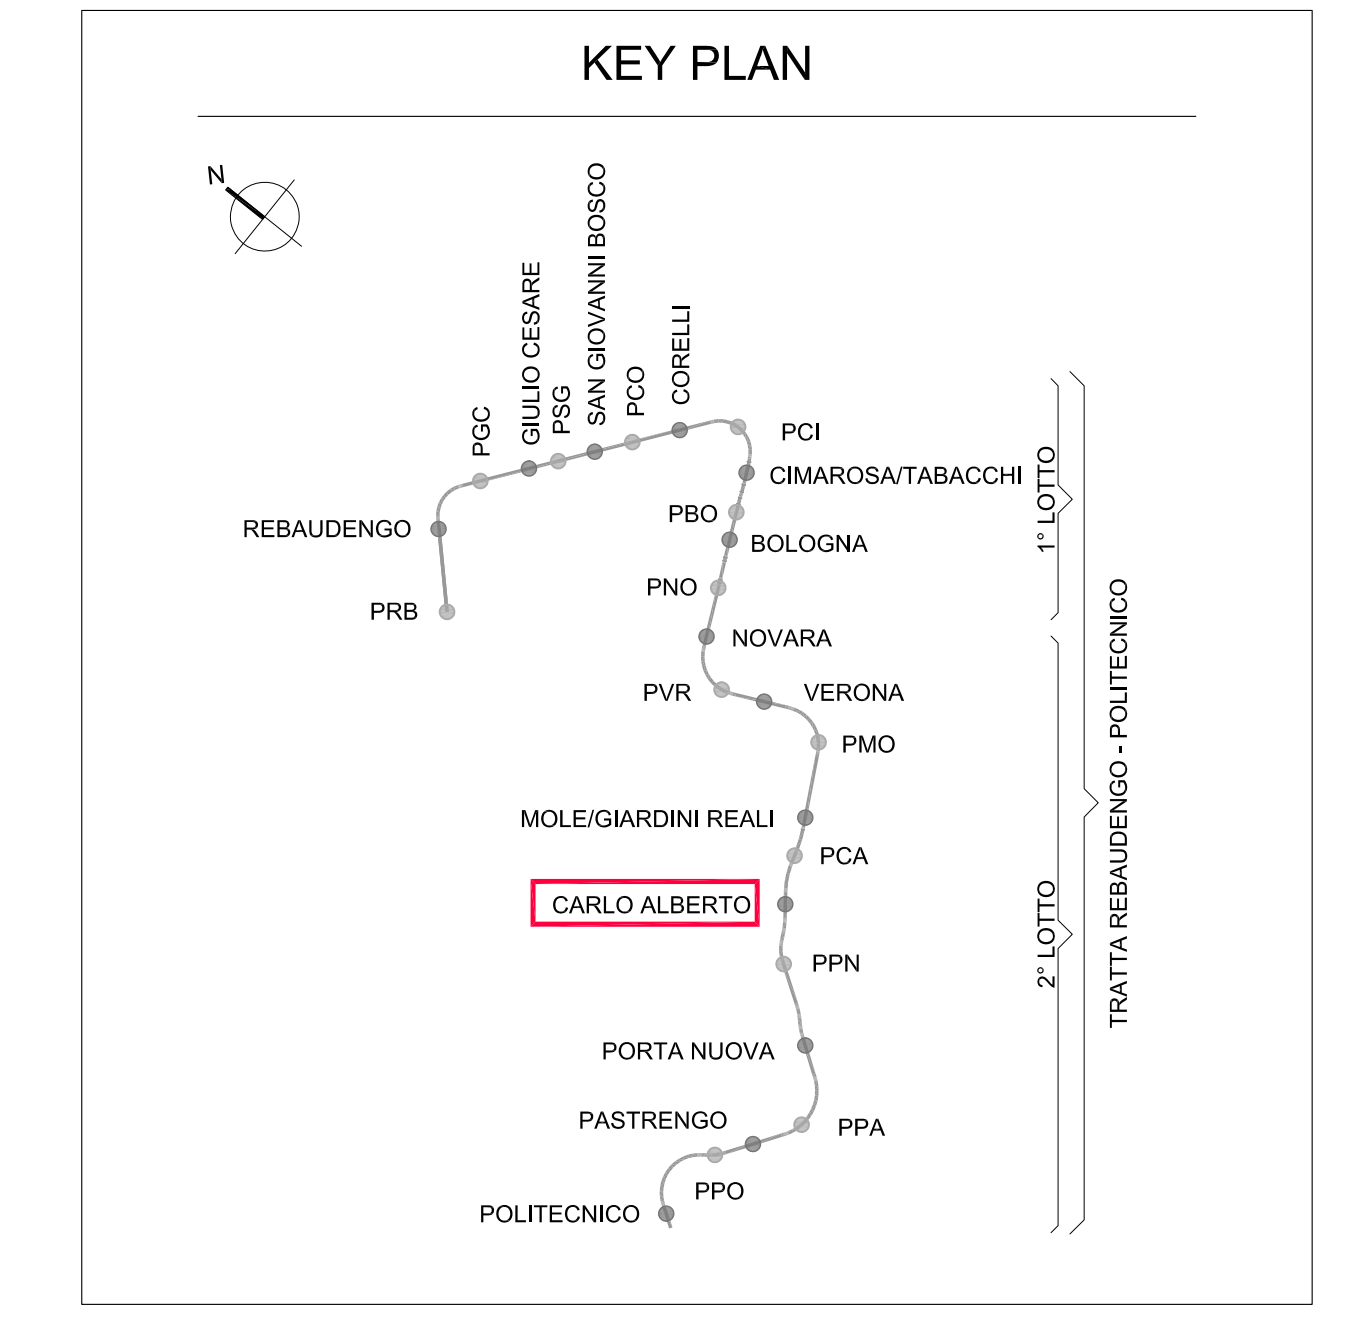 KEY PLAN
N
PGC
GIULIO CESARE
PSG
SAN GIOVANNI BOSCO
PCO
CORELLI
PCI
CIMAROSA/TABACCHI
PBO
BOLOGNA
REBAUDENGO
PNO
PRB
NOVARA
PVR
VERONA
PMO
MOLE/GIARDINI REALI
PCA
CARLO ALBERTO
PPN
PORTA NUOVA
PASTRENGO
PPA
PPO
POLITECNICO
1° LOTTO
2° LOTTO
TRATTA REBAUDENGO - POLITECNICO